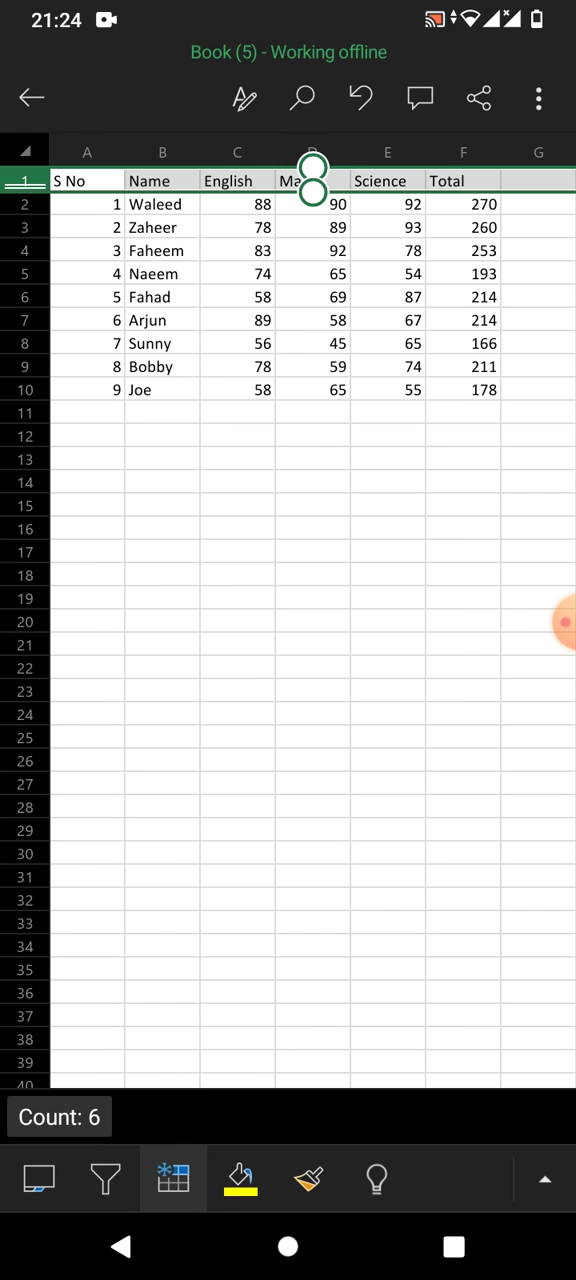 21:24
Book (5) - Working offline
A B C D E F G
1 S No Name English Ma Science Total
2 1 Waleed 88 90 92 270
3 2 Zaheer 78 89 93 260
4 3 Faheem 83 92 78 253
5 4 Naeem 74 65 54 193
6 5 Fahad 58 69 87 214
7 6 Arjun 89 58 67 214
8 7 Sunny 56 45 65 166
9 8 Bobby 78 59 74 211
10 9 Joe 58 65 55 178
11
12
13
14
15
16
17
18
19
20
21
22
23
24
25
26
27
28
29
30
31
32
33
34
35
36
37
38
39
40
Count: 6